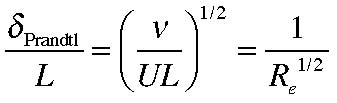 δ_Prandtl / L = (ν / UL)^{1/2} = 1 / R_e^{1/2}